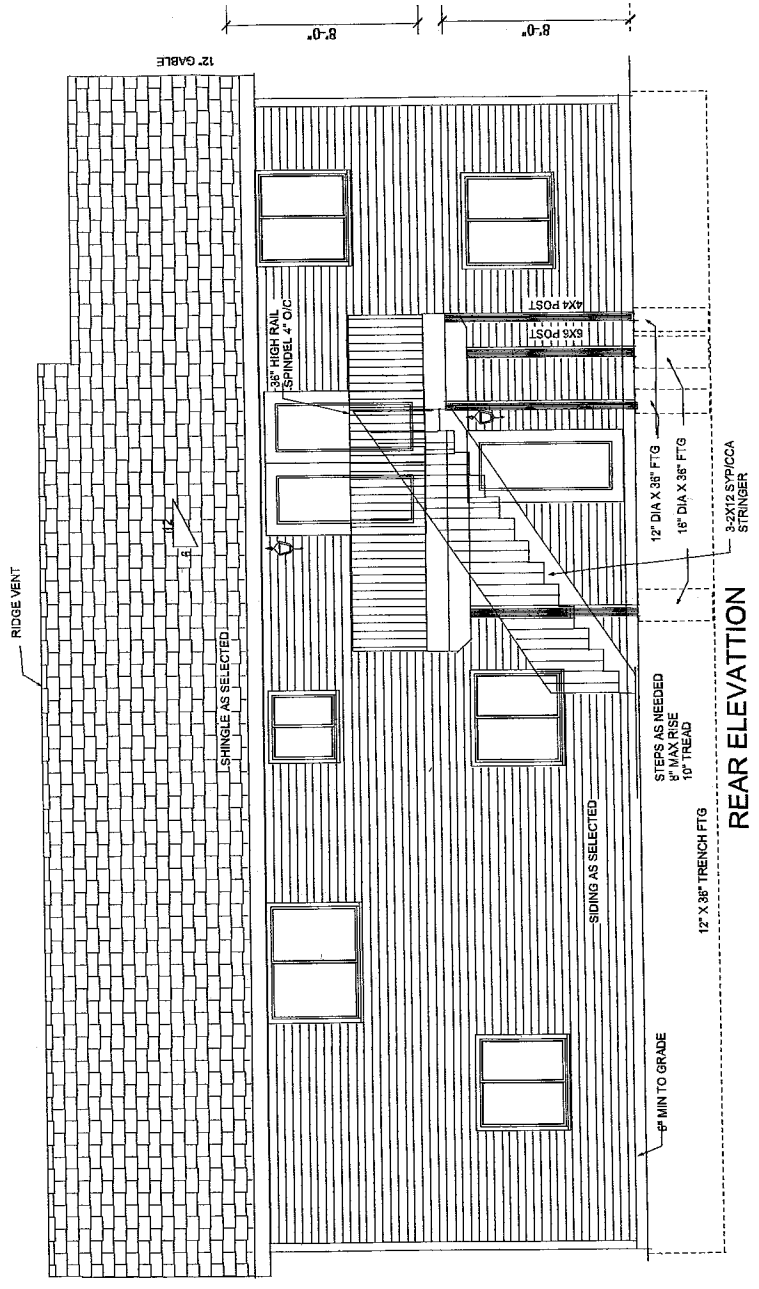 RIDGE VENT
12" GABLE
12
6
SHINGLE AS SELECTED
8'-0"
8'-0"
36" HIGH RAIL
SPINDEL 4" O/C
4X4 POST
6X6 POST
SIDING AS SELECTED
6" MIN TO GRADE
STEPS AS NEEDED
8" MAX RISE
10" TREAD
12" DIA X 36" FTG
16" DIA X 36" FTG
3-2X12 SYP/CCA
STRINGER
12" X 36" TRENCH FTG
REAR ELEVATTION